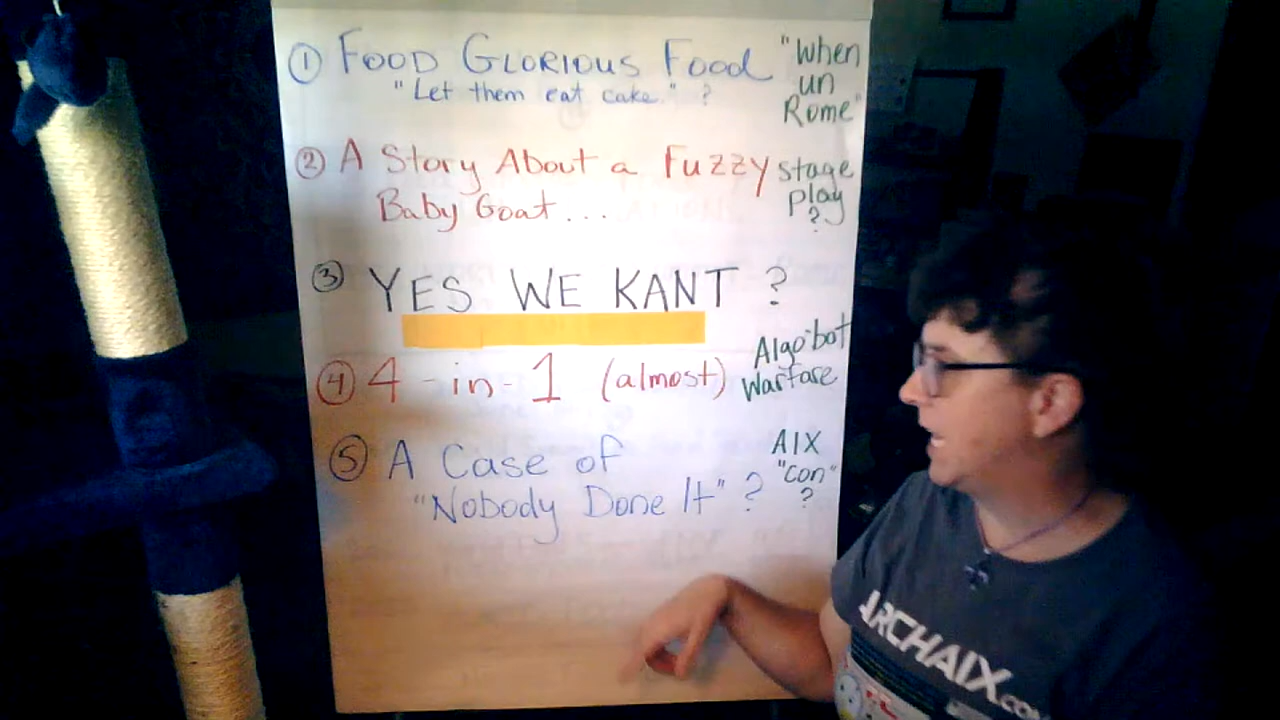 ① FOOD GLORIOUS FOOD
"Let them eat cake." ?
"When
un
Rome"
② A Story About a Fuzzy
Baby Goat...
stage
play
?
③ YES WE KANT ?
④ 4-in-1 (almost)
Algo-bot
Warfare
⑤ A Case of
"Nobody Done It" ?
AIX
"con"
?
ARCHAIX.com